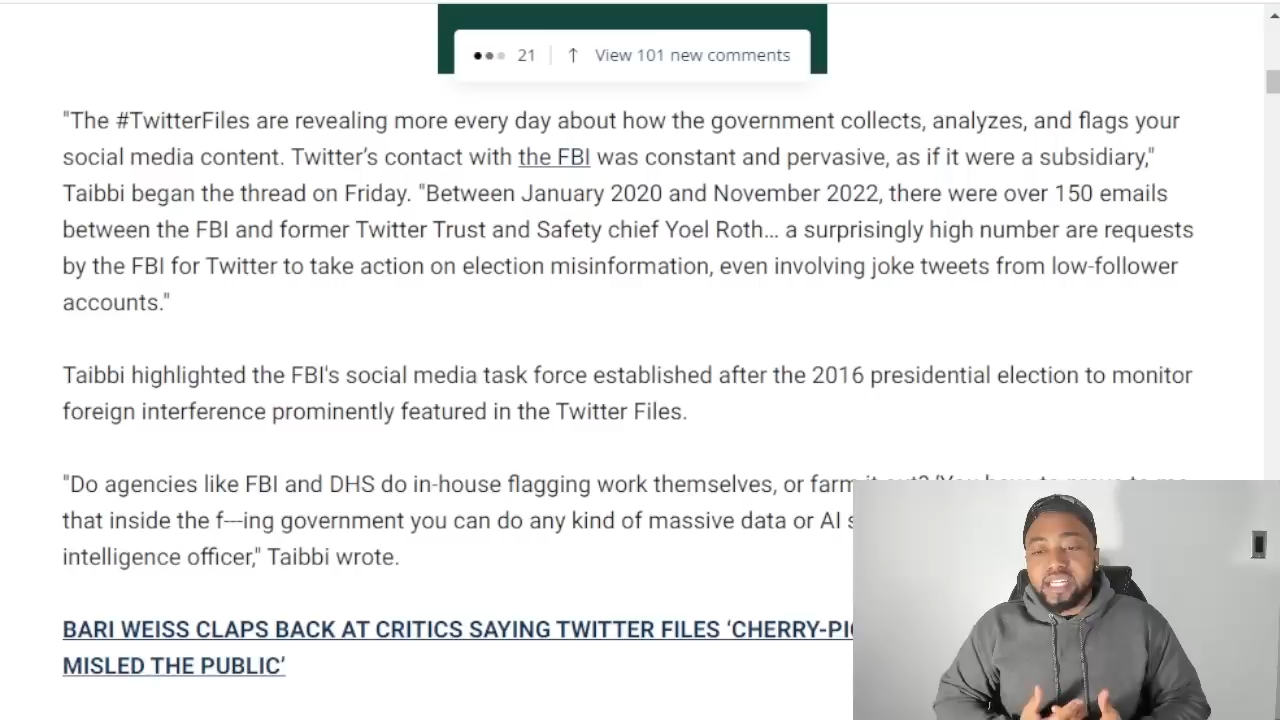 21 View 101 new comments
"The #TwitterFiles are revealing more every day about how the government collects, analyzes, and flags your
social media content. Twitter's contact with the FBI was constant and pervasive, as if it were a subsidiary,"
Taibbi began the thread on Friday. "Between January 2020 and November 2022, there were over 150 emails
between the FBI and former Twitter Trust and Safety chief Yoel Roth… a surprisingly high number are requests
by the FBI for Twitter to take action on election misinformation, even involving joke tweets from low-follower
accounts."
Taibbi highlighted the FBI's social media task force established after the 2016 presidential election to monitor
foreign interference prominently featured in the Twitter Files.
"Do agencies like FBI and DHS do in-house flagging work themselves, or farm
that inside the f---ing government you can do any kind of massive data or AI
intelligence officer," Taibbi wrote.
BARI WEISS CLAPS BACK AT CRITICS SAYING TWITTER FILES
MISLED THE PUBLIC'